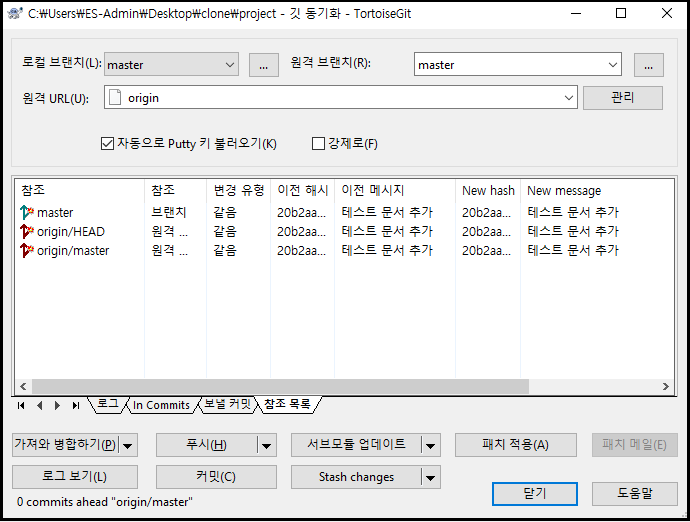 C:₩Users₩ES-Admin₩Desktop₩clone₩project - 깃 동기화 - TortoiseGit
로컬 브랜치(L): master ... 원격 브랜치(R): master ...
원격 URL(U): origin 관리
자동으로 Putty 키 불러오기(K) 강제로(F)
참조 참조 변경 유형 이전 해시 이전 메시지 New hash New message
master 브랜치 같음 20b2aa... 테스트 문서 추가 20b2aa... 테스트 문서 추가
origin/HEAD 원격 ... 같음 20b2aa... 테스트 문서 추가 20b2aa... 테스트 문서 추가
origin/master 원격 ... 같음 20b2aa... 테스트 문서 추가 20b2aa... 테스트 문서 추가
로그 In Commits 보낼 커밋 참조 목록
가져와 병합하기(P) 푸시(H) 서브모듈 업데이트 패치 적용(A) 패치 메일(E)
로그 보기(L) 커밋(C) Stash changes
닫기 도움말
0 commits ahead "origin/master"